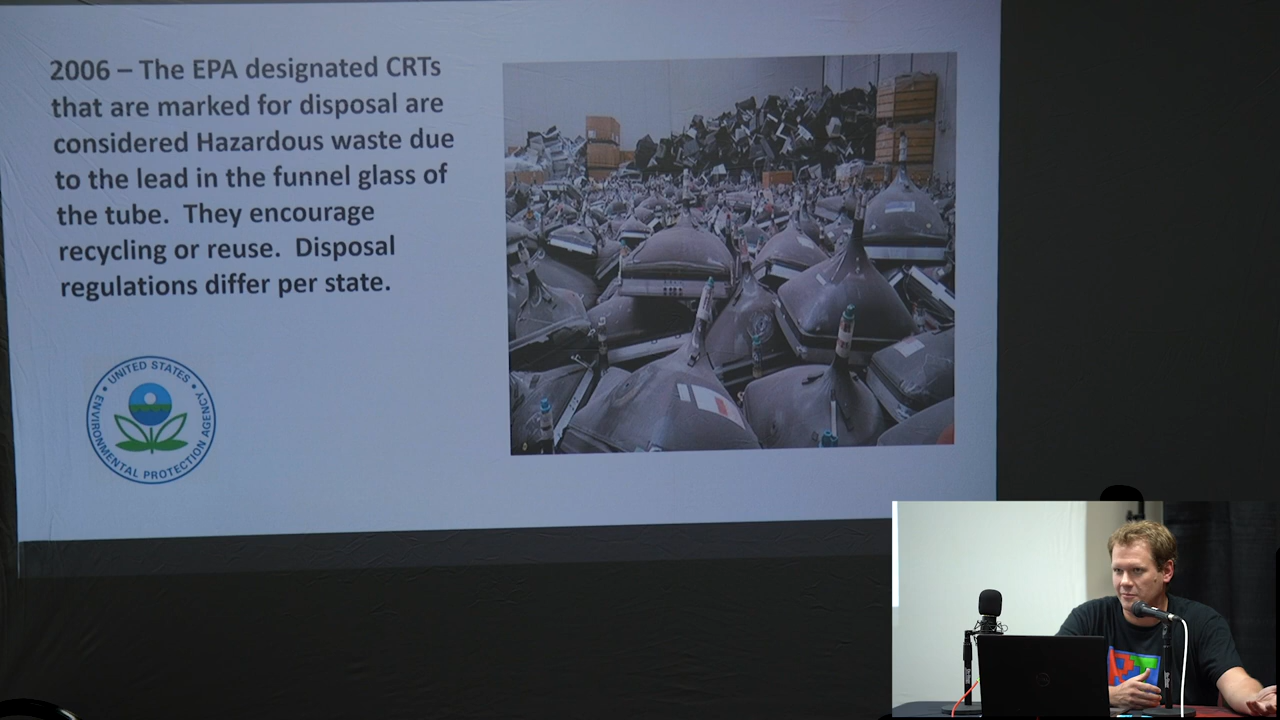 2006 – The EPA designated CRTs
that are marked for disposal are
considered Hazardous waste due
to the lead in the funnel glass of
the tube.  They encourage
recycling or reuse.  Disposal
regulations differ per state.
UNITED STATES
ENVIRONMENTAL PROTECTION AGENCY